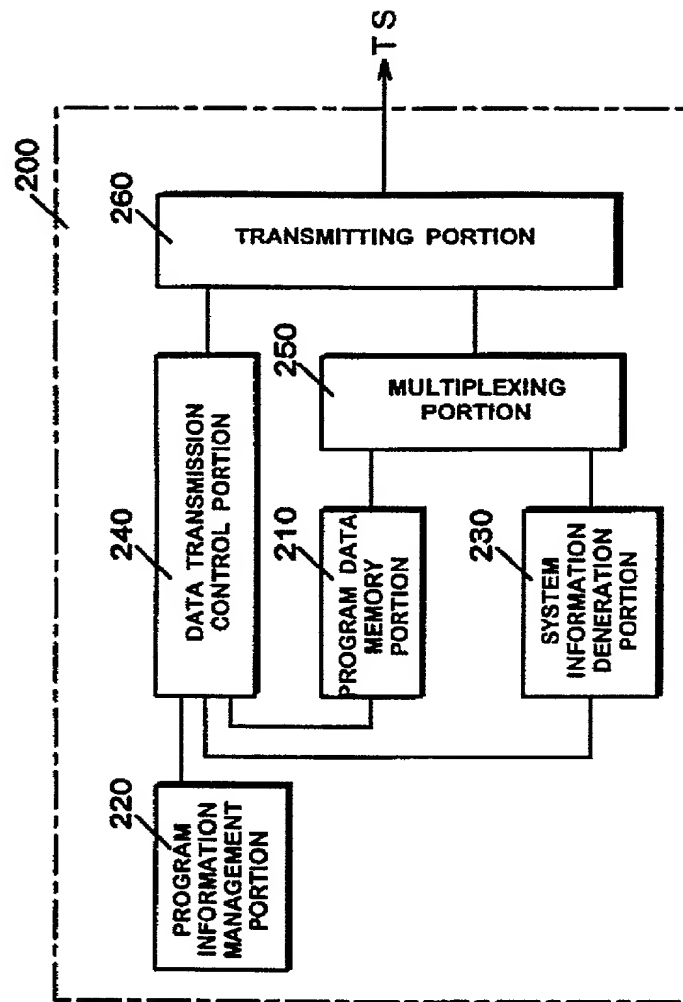 200
260
TRANSMITTING PORTION
TS
240
DATA TRANSMISSION
CONTROL PORTION
250
MULTIPLEXING
PORTION
210
PROGRAM DATA
MEMORY
PORTION
230
SYSTEM
INFORMATION
DENERATION
PORTION
220
PROGRAM
INFORMATION
MANAGEMENT
PORTION